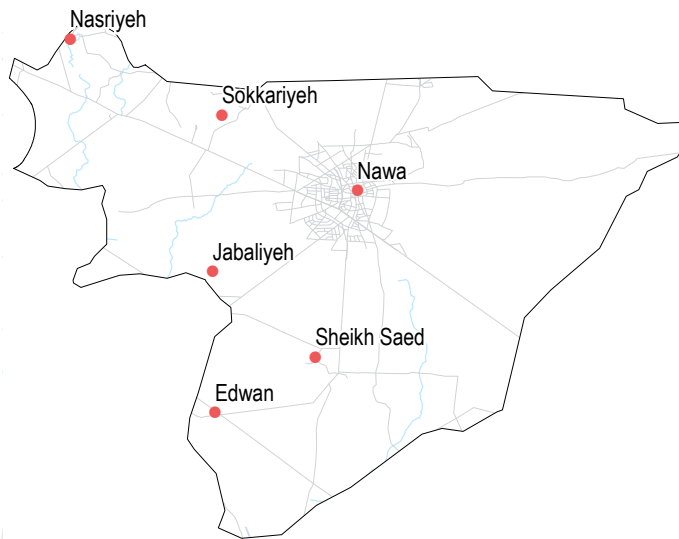 Nasriyeh
Sokkariyeh
Nawa
Jabaliyeh
Sheikh Saed
Edwan